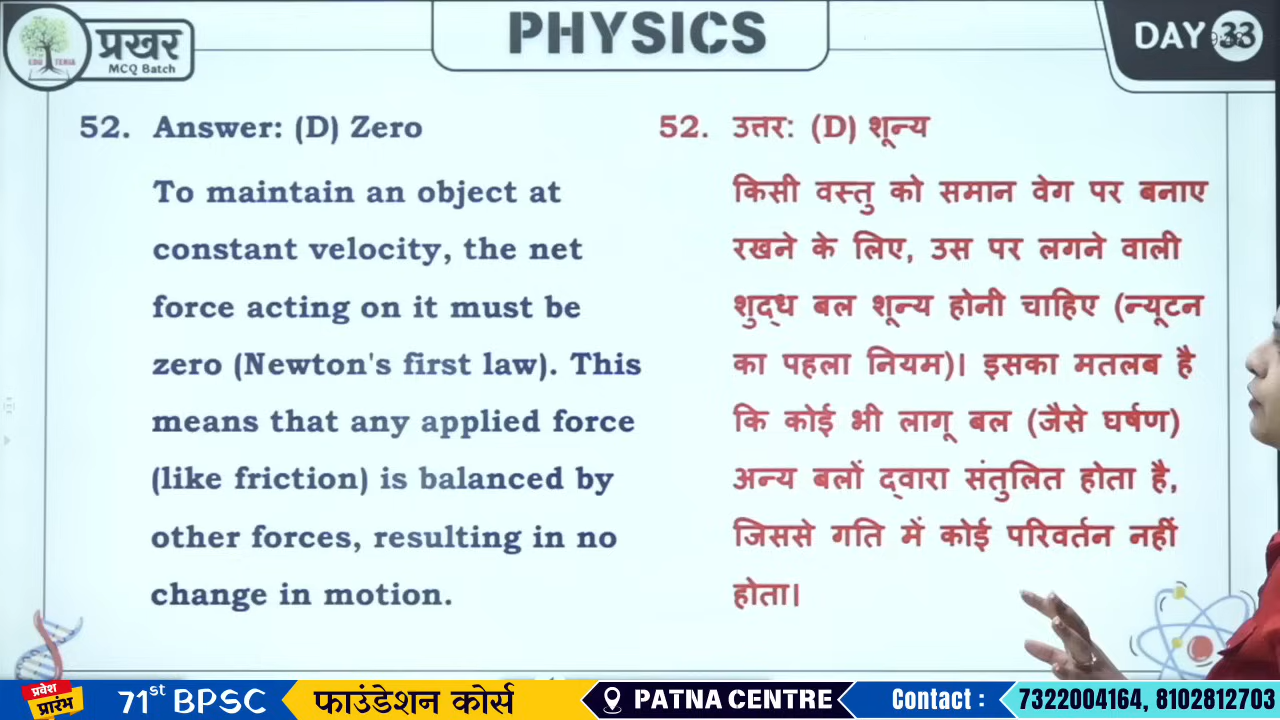 PHYSICS
EDU TERIA
प्रखर
MCQ Batch
DAY 33
52. Answer: (D) Zero
To maintain an object at
constant velocity, the net
force acting on it must be
zero (Newton's first law). This
means that any applied force
(like friction) is balanced by
other forces, resulting in no
change in motion.
52. उत्तर: (D) शून्य
किसी वस्तु को समान वेग पर बनाए
रखने के लिए, उस पर लगने वाली
शुद्ध बल शून्य होनी चाहिए (न्यूटन
का पहला नियम)। इसका मतलब है
कि कोई भी लागू बल (जैसे घर्षण)
अन्य बलों द्वारा संतुलित होता है,
जिससे गति में कोई परिवर्तन नहीं
होता।
प्रवेश
प्रारंभ
71st BPSC
फाउंडेशन कोर्स
PATNA CENTRE
Contact :
7322004164, 8102812703